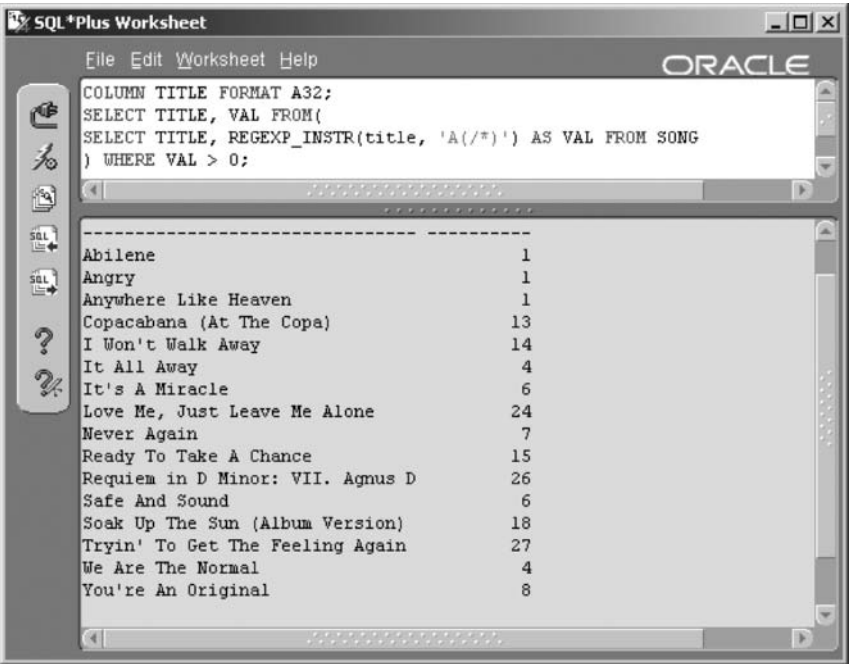 SQL*Plus Worksheet
File Edit Worksheet Help
ORACLE
COLUMN TITLE FORMAT A32;
SELECT TITLE, VAL FROM(
SELECT TITLE, REGEXP_INSTR(title, 'A(/*)') AS VAL FROM SONG
) WHERE VAL > 0;
-------------------------------- ----------
Abilene 1
Angry 1
Anywhere Like Heaven 1
Copacabana (At The Copa) 13
I Won't Walk Away 14
It All Away 4
It's A Miracle 6
Love Me, Just Leave Me Alone 24
Never Again 7
Ready To Take A Chance 15
Requiem in D Minor: VII. Agnus D 26
Safe And Sound 6
Soak Up The Sun (Album Version) 18
Tryin' To Get The Feeling Again 27
We Are The Normal 4
You're An Original 8
SQL
SQL